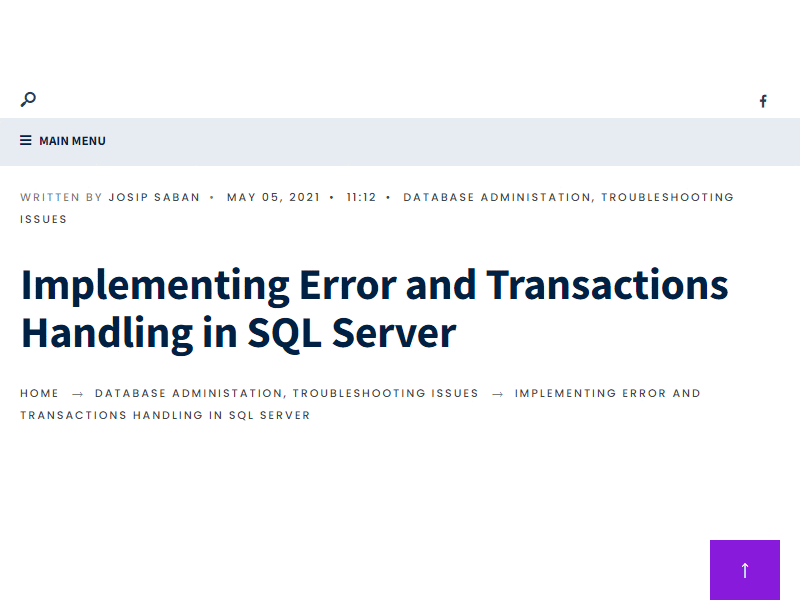 MAIN MENU
WRITTEN BY JOSIP SABAN • MAY 05, 2021 • 11:12 • DATABASE ADMINISTATION, TROUBLESHOOTING
ISSUES
Implementing Error and Transactions
Handling in SQL Server
HOME → DATABASE ADMINISTATION, TROUBLESHOOTING ISSUES → IMPLEMENTING ERROR AND
TRANSACTIONS HANDLING IN SQL SERVER